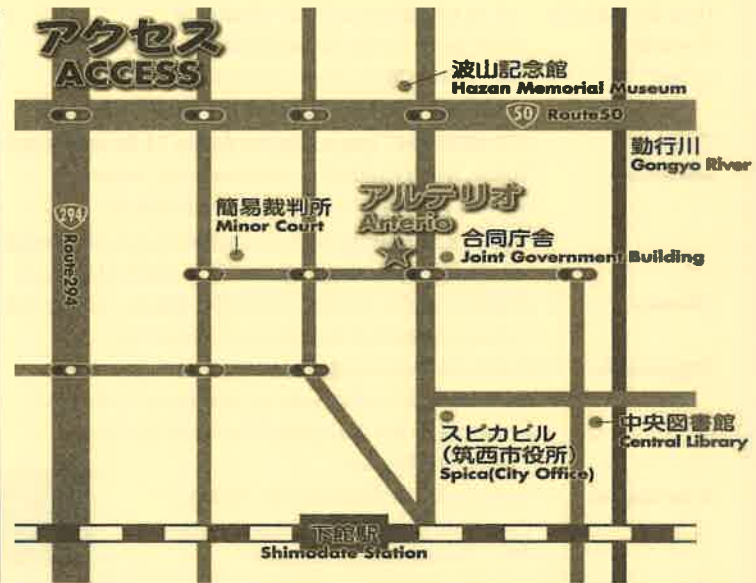 アクセス
ACCESS
波山記念館
Hazan Memorial Museum
50 Route50
勤行川
Gongyo River
294
Route294
簡易裁判所
Minor Court
アルテリオ
Arterio
合同庁舎
Joint Government Building
スピカビル
(筑西市役所)
Spica(City Office)
中央図書館
Central Library
下館駅
Shimodate Station